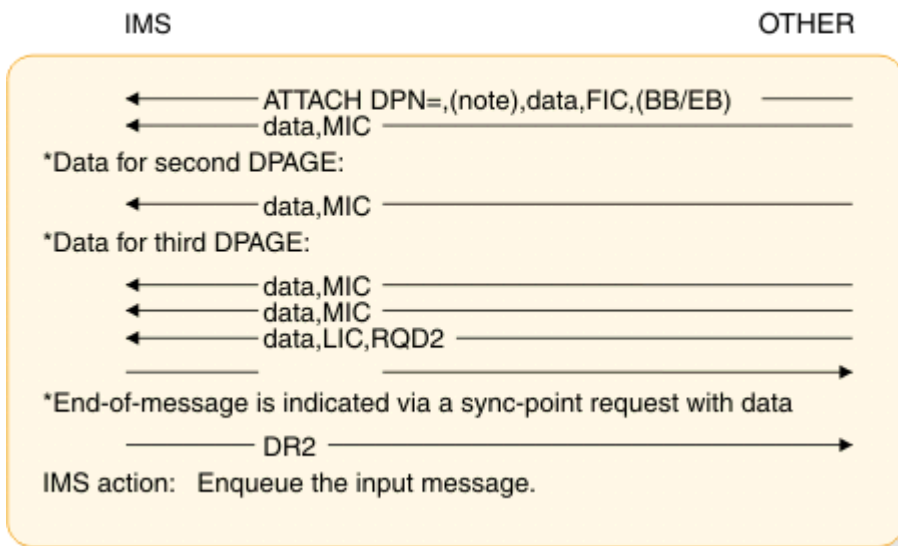 IMS OTHER
ATTACH DPN=,(note),data,FIC,(BB/EB)
data,MIC
*Data for second DPAGE:
data,MIC
*Data for third DPAGE:
data,MIC
data,MIC
data,LIC,RQD2
*End-of-message is indicated via a sync-point request with data
DR2
IMS action: Enqueue the input message.